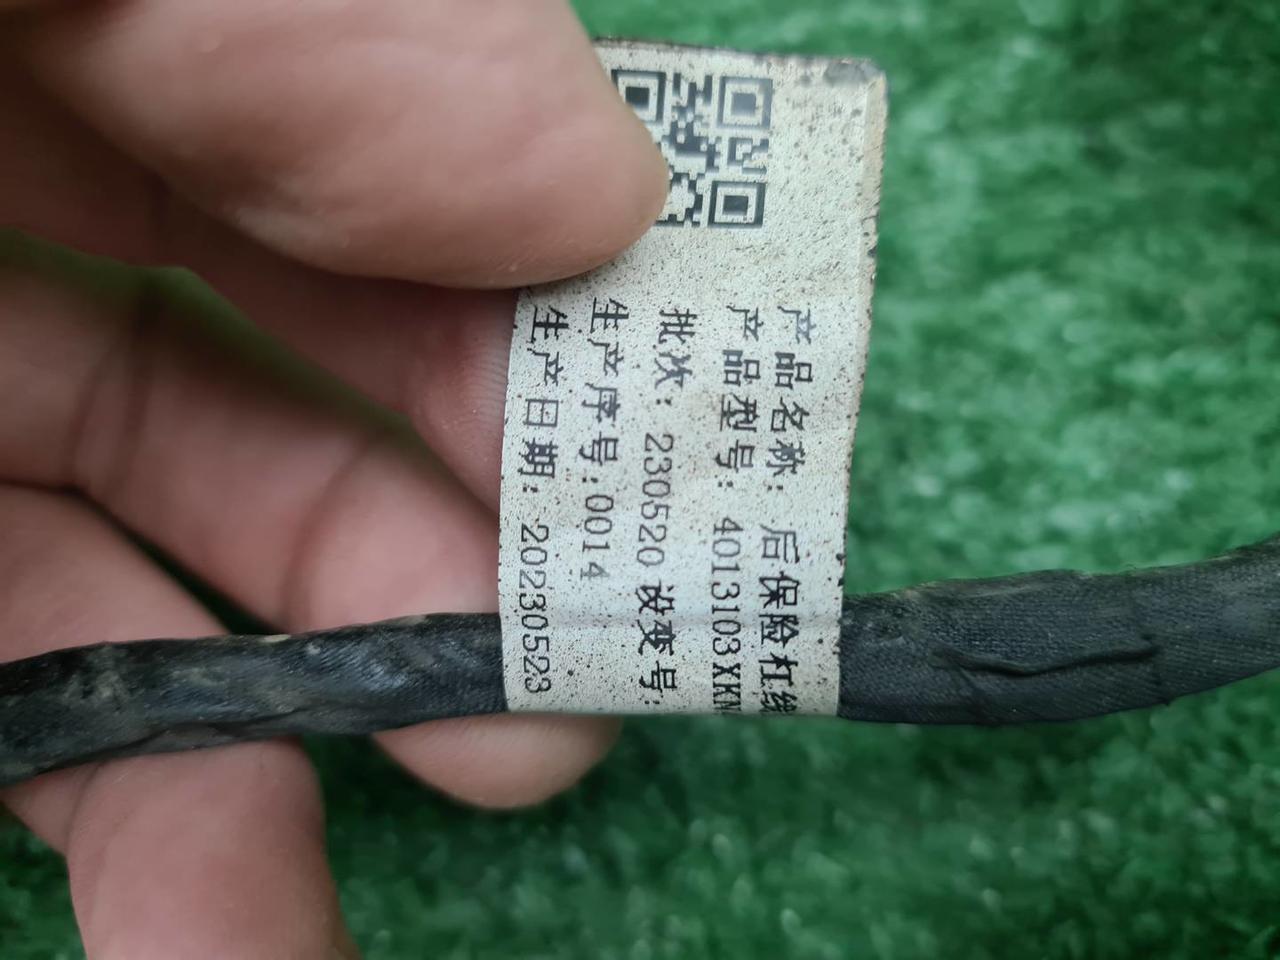 产品名称: 后保险杠线
产品型号: 4013103XKN
批次: 230520 设变号:
生产序号:0014
生产日期: 20230523